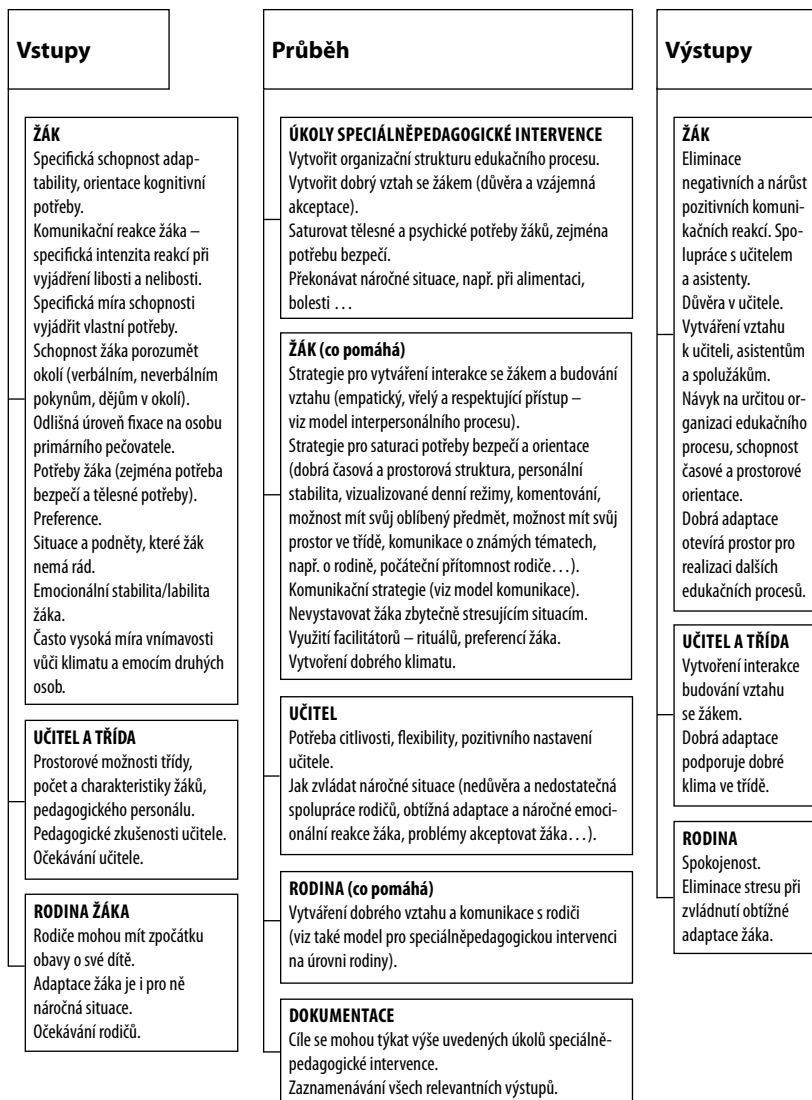 Vstupy
ŽÁK
Specifická schopnost adap-
tability, orientace kognitivní
potřeby.
Komunikační reakce žáka –
specifická intenzita reakcí při
vyjádření libosti a nelibosti.
Specifická míra schopnosti
vyjádřit vlastní potřeby.
Schopnost žáka porozumět
okolí (verbálním, neverbálním
pokynům, dějům v okolí).
Odlišná úroveň fixace na osobu
primárního pečovatele.
Potřeby žáka (zejména potřeba
bezpečí a tělesné potřeby).
Preference.
Situace a podněty, které žák
nemá rád.
Emocionální stabilita/labilita
žáka.
Často vysoká míra vnímavosti
vůči klimatu a emocím druhých
osob.
UČITEL A TŘÍDA
Prostorové možnosti třídy,
počet a charakteristiky žáků,
pedagogického personálu.
Pedagogické zkušenosti učitele.
Očekávání učitele.
RODINA ŽÁKA
Rodiče mohou mít zpočátku
obavy o své dítě.
Adaptace žáka je i pro ně
náročná situace.
Očekávání rodičů.
Průběh
ÚKOLY SPECIÁLNĚPEDAGOGICKÉ INTERVENCE
Vytvořit organizační strukturu edukačního procesu.
Vytvořit dobrý vztah se žákem (důvěra a vzájemná
akceptace).
Saturovat tělesné a psychické potřeby žáků, zejména
potřebu bezpečí.
Překonávat náročné situace, např. při alimentaci,
bolesti …
ŽÁK (co pomáhá)
Strategie pro vytváření interakce se žákem a budování
vztahu (empatický, vřelý a respektující přístup –
viz model interpersonálního procesu).
Strategie pro saturaci potřeby bezpečí a orientace
(dobrá časová a prostorová struktura, personální
stabilita, vizualizované denní režimy, komentování,
možnost mít svůj oblíbený předmět, možnost mít svůj
prostor ve třídě, komunikace o známých tématech,
např. o rodině, počáteční přítomnost rodiče…).
Komunikační strategie (viz model komunikace).
Nevystavovat žáka zbytečně stresujícím situacím.
Využití facilitátorů – rituálů, preferencí žáka.
Vytvoření dobrého klimatu.
UČITEL
Potřeba citlivosti, flexibility, pozitivního nastavení
učitele.
Jak zvládat náročné situace (nedůvěra a nedostatečná
spolupráce rodičů, obtížná adaptace a náročné emoci-
onální reakce žáka, problémy akceptovat žáka…).
RODINA (co pomáhá)
Vytváření dobrého vztahu a komunikace s rodiči
(viz také model pro speciálněpedagogickou intervenci
na úrovni rodiny).
DOKUMENTACE
Cíle se mohou týkat výše uvedených úkolů speciálně-
pedagogické intervence.
Zaznamenávání všech relevantních výstupů.
Výstupy
ŽÁK
Eliminace
negativních a nárůst
pozitivních komuni-
kačních reakcí. Spo-
lupráce s učitelem
a asistenty.
Důvěra v učitele.
Vytváření vztahu
k učiteli, asistentům
a spolužákům.
Návyk na určitou or-
ganizaci edukačního
procesu, schopnost
časové a prostorové
orientace.
Dobrá adaptace
otevírá prostor pro
realizaci dalších
edukačních procesů.
UČITEL A TŘÍDA
Vytvoření interakce
budování vztahu
se žákem.
Dobrá adaptace
podporuje dobré
klima ve třídě.
RODINA
Spokojenost.
Eliminace stresu při
zvládnutí obtížné
adaptace žáka.